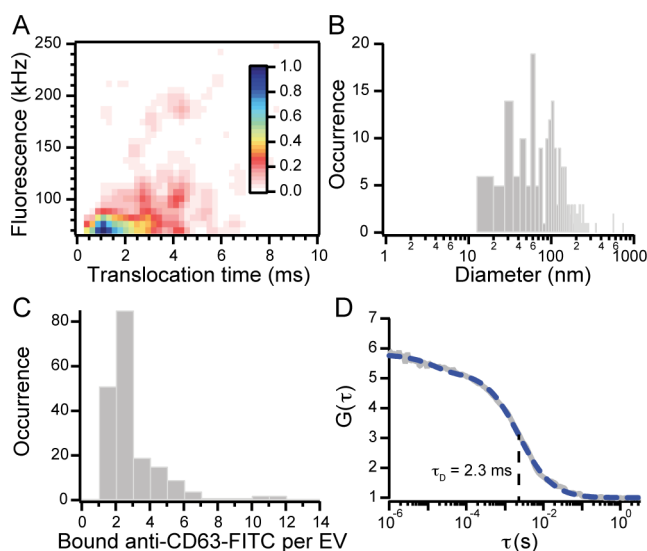 A
Fluorescence (kHz)
250
200
150
100
1.0
0.8
0.6
0.4
0.2
0.0
0 2 4 6 8 10
Translocation time (ms)
B
Occurrence
20
15
10
5
0
1 2 4 6 10 2 4 6 100 2 4 6 1000
Diameter (nm)
C
Occurrence
80
60
40
20
0
0 2 4 6 8 10 12 14
Bound anti-CD63-FITC per EV
D
G(τ)
7
6
5
4
3
2
1
τD = 2.3 ms
10-6 10-4 10-2 100
τ(s)